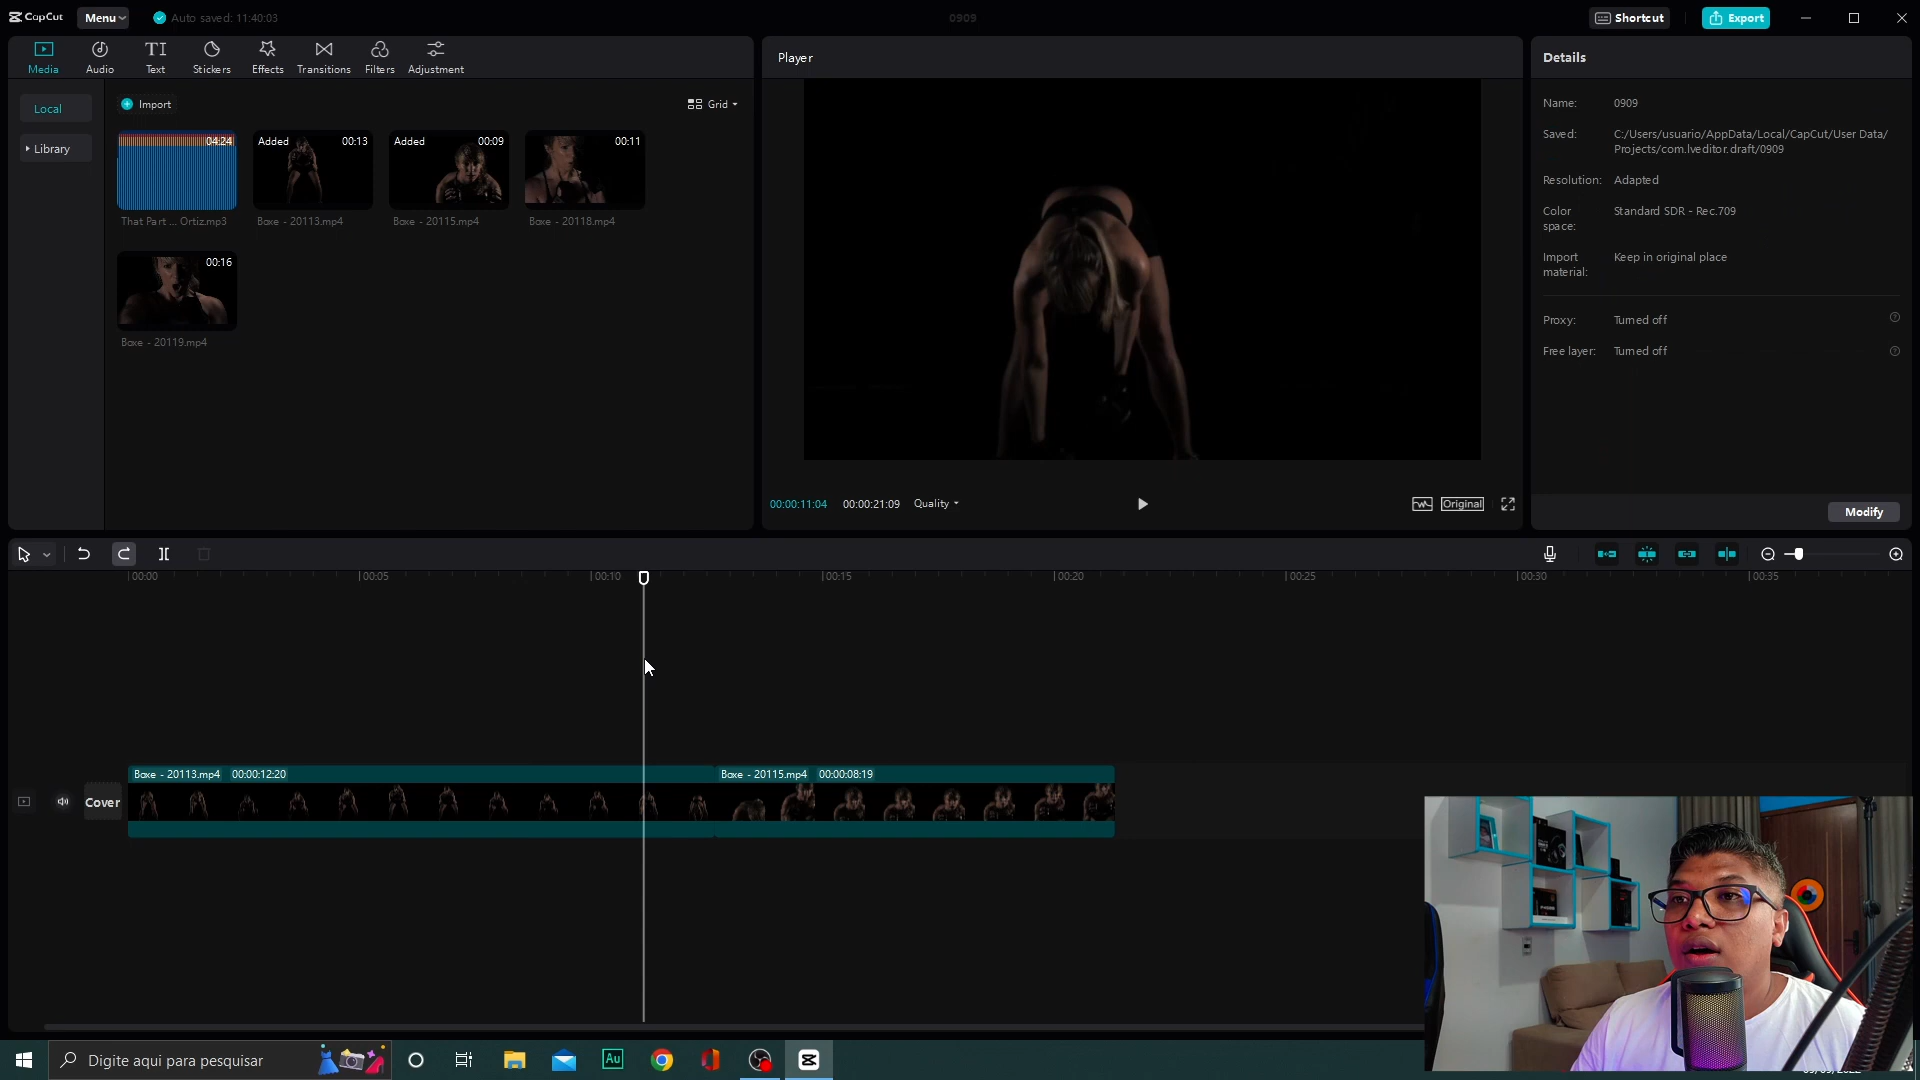 CapCut
Menu
Auto saved: 11:40:03
0909
Shortcut
Export
Media
Audio
Text
Stickers
Effects
Transitions
Filters
Adjustment
Player
Details
Local
Library
Import
Grid
04:24
Added 00:13
Added 00:09
00:11
That Part ... Ortiz.mp3
Boxe - 20113.mp4
Boxe - 20115.mp4
Boxe - 20118.mp4
00:16
Boxe - 20119.mp4
Name: 0909
Saved: C:/Users/usuario/AppData/Local/CapCut/User Data/
Projects/com.lveditor.draft/0909
Resolution: Adapted
Color space: Standard SDR - Rec.709
Import material: Keep in original place
Proxy: Turned off
Free layer: Turned off
Modify
00:00:11:04 00:00:21:09 Quality
Original
00:00 00:05 00:10 00:15 00:20 00:25 00:30 00:35
Boxe - 20113.mp4 00:00:12:20
Boxe - 20115.mp4 00:00:08:19
Cover
Digite aqui para pesquisar
Au